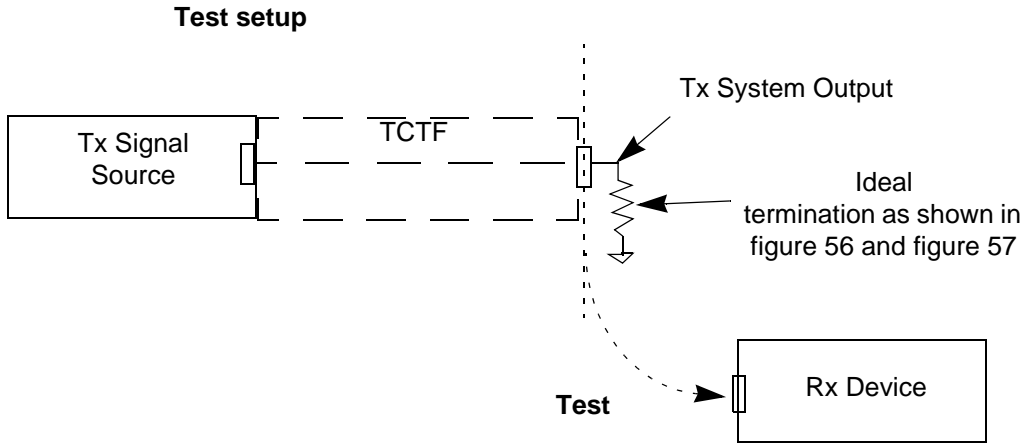 Test setup
Tx System Output
TCTF
Tx Signal
Source
Ideal
termination as shown in
figure 56 and figure 57
Rx Device
Test